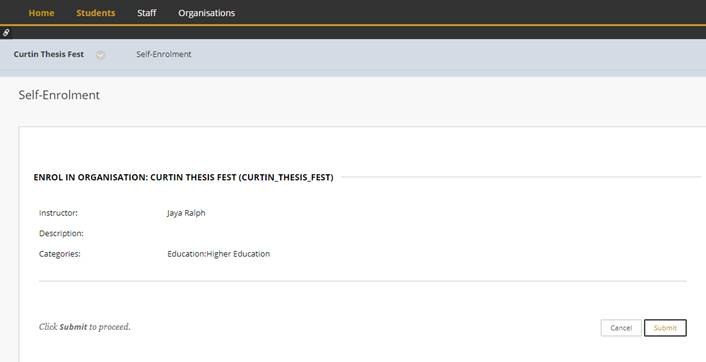 Home Students Staff Organisations
Curtin Thesis Fest Self-Enrolment
Self-Enrolment
ENROL IN ORGANISATION: CURTIN THESIS FEST (CURTIN_THESIS_FEST)
Instructor: Jaya Ralph
Description:
Categories: Education:Higher Education
Click Submit to proceed. Cancel Submit